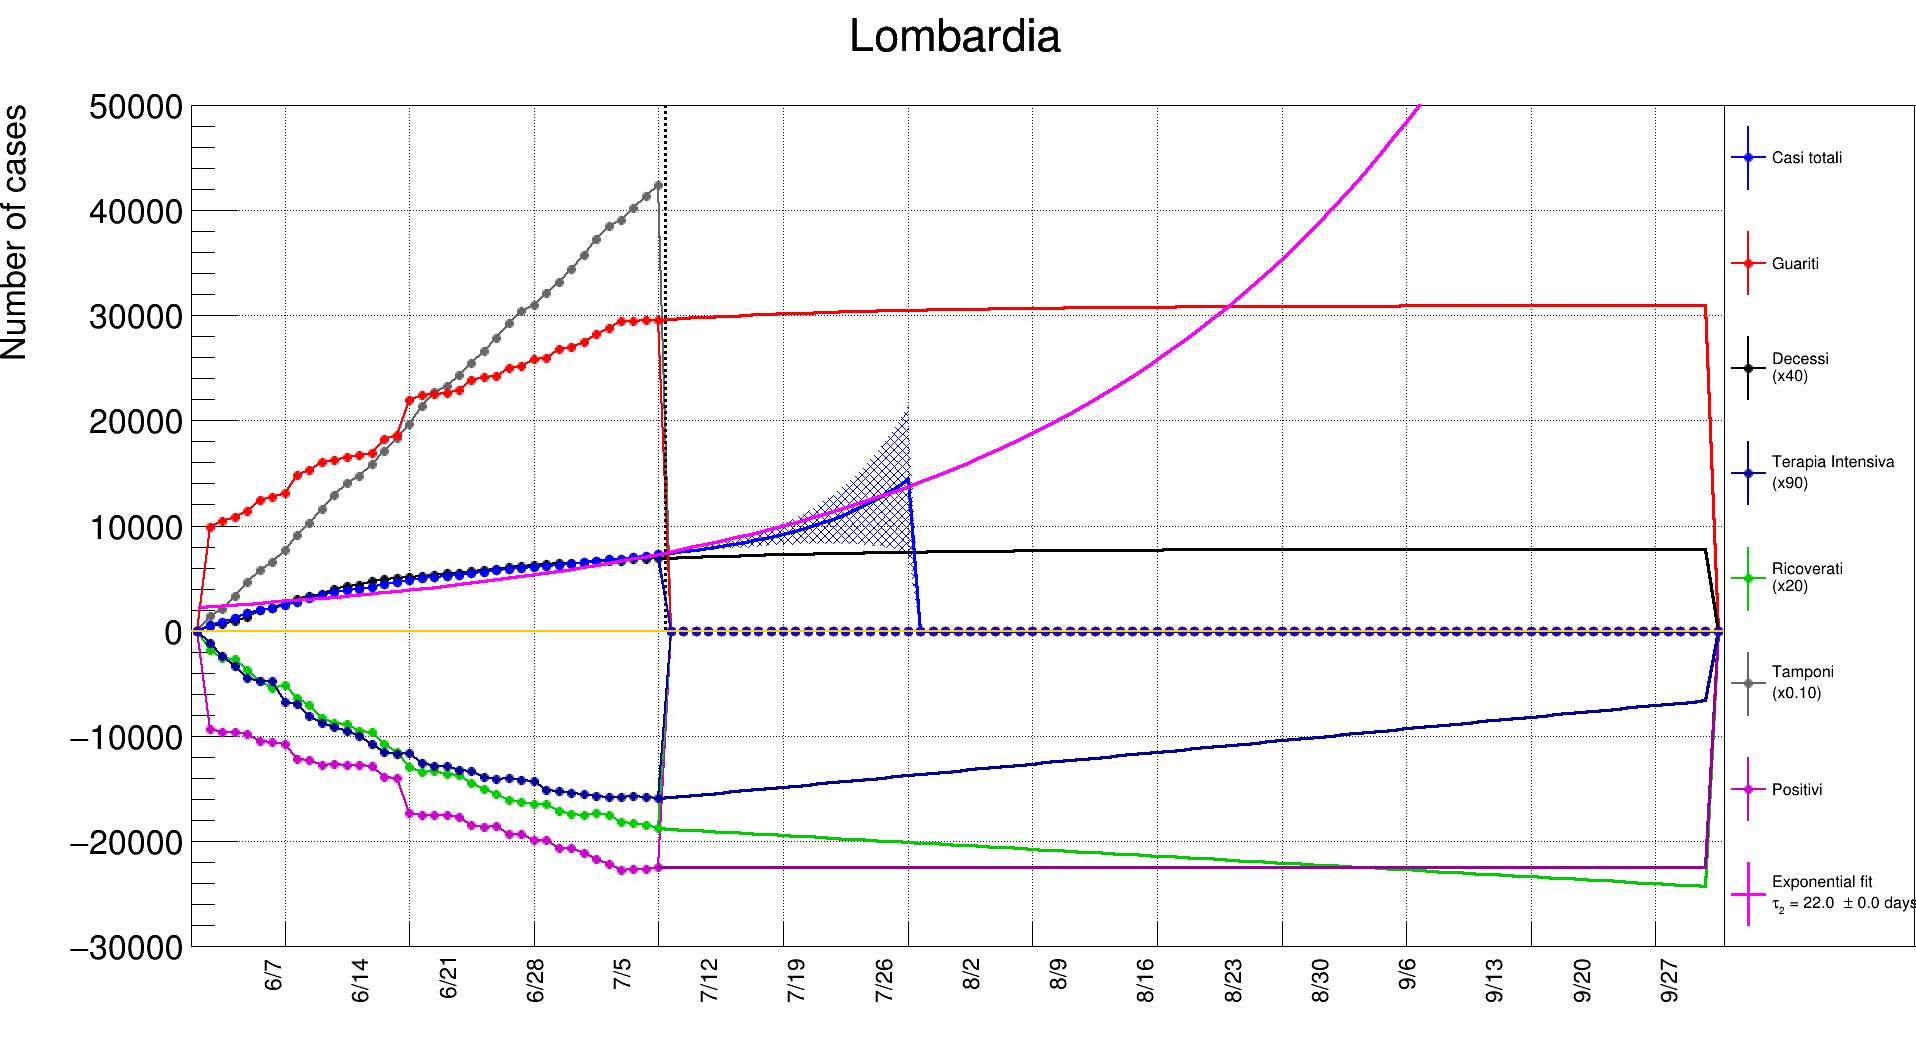 Lombardia
Number of cases
50000
40000
30000
20000
10000
0
−10000
−20000
−30000
6/7
6/14
6/21
6/28
7/5
7/12
7/19
7/26
8/2
8/9
8/16
8/23
8/30
9/6
9/13
9/20
9/27
Casi totali
Guariti
Decessi
(x40)
Terapia Intensiva
(x90)
Ricoverati
(x20)
Tamponi
(x0.10)
Positivi
Exponential fit
τ2 = 22.0 ± 0.0 days